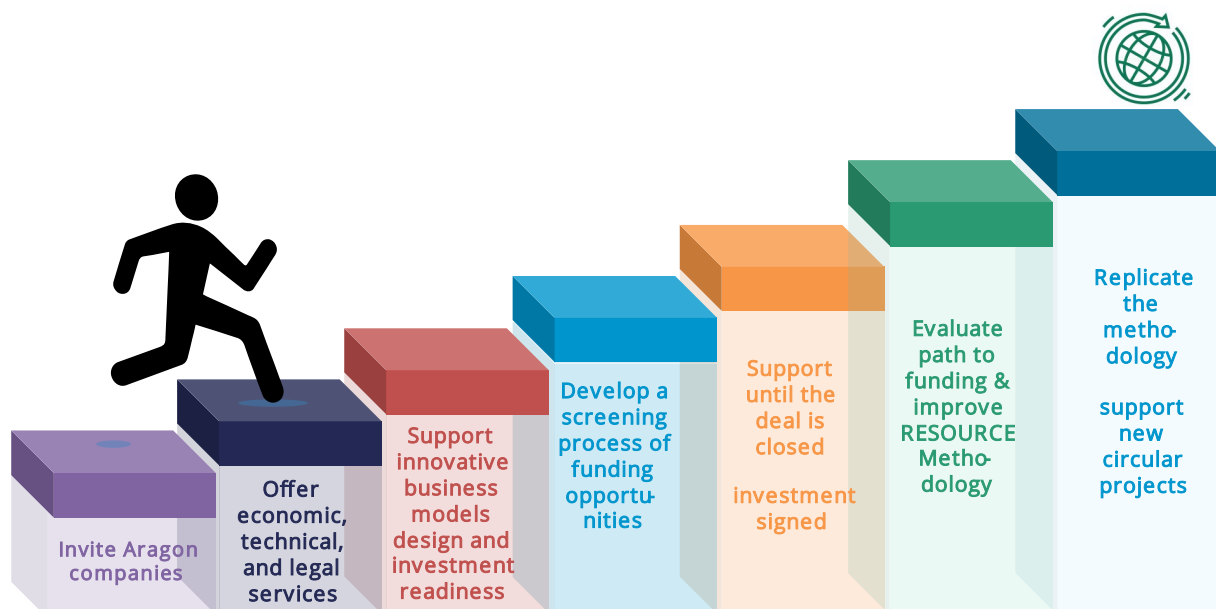 Invite Aragon
companies
Offer
economic,
technical,
and legal
services
Support
innovative
business
models
design and
investment
readiness
Develop a
screening
process of
funding
opportu-
nities
Support
until the
deal is
closed
investment
signed
Evaluate
path to
funding &
improve
RESOURCE
Metho-
dology
Replicate
the
metho-
dology
support
new
circular
projects